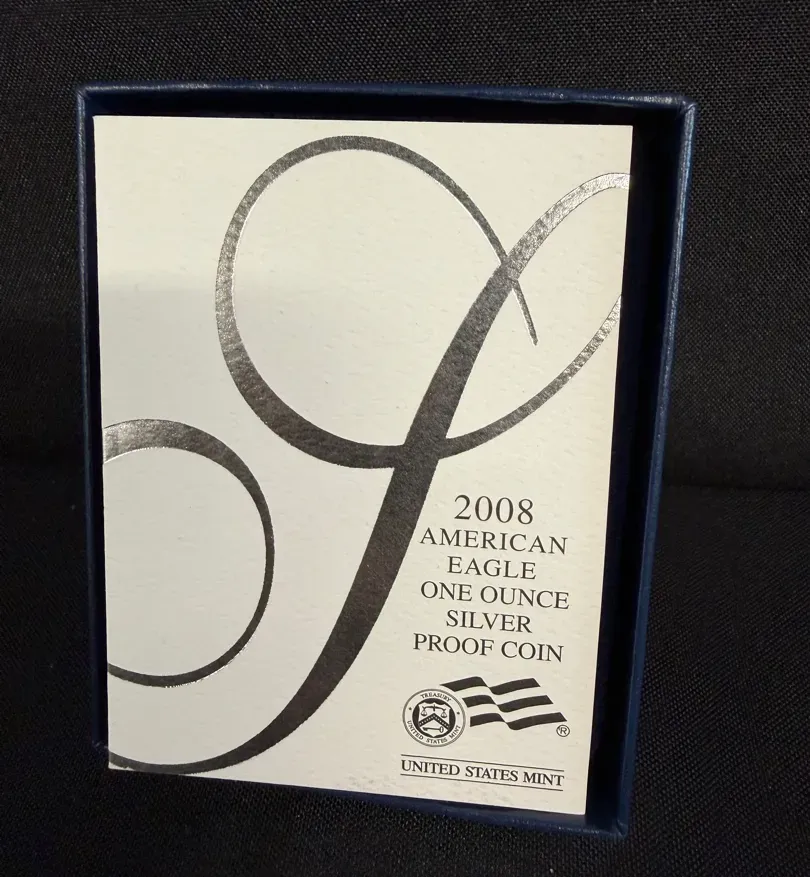 2008
AMERICAN
EAGLE
ONE OUNCE
SILVER
PROOF COIN
TREASURY
UNITED STATES MINT
®
UNITED STATES MINT